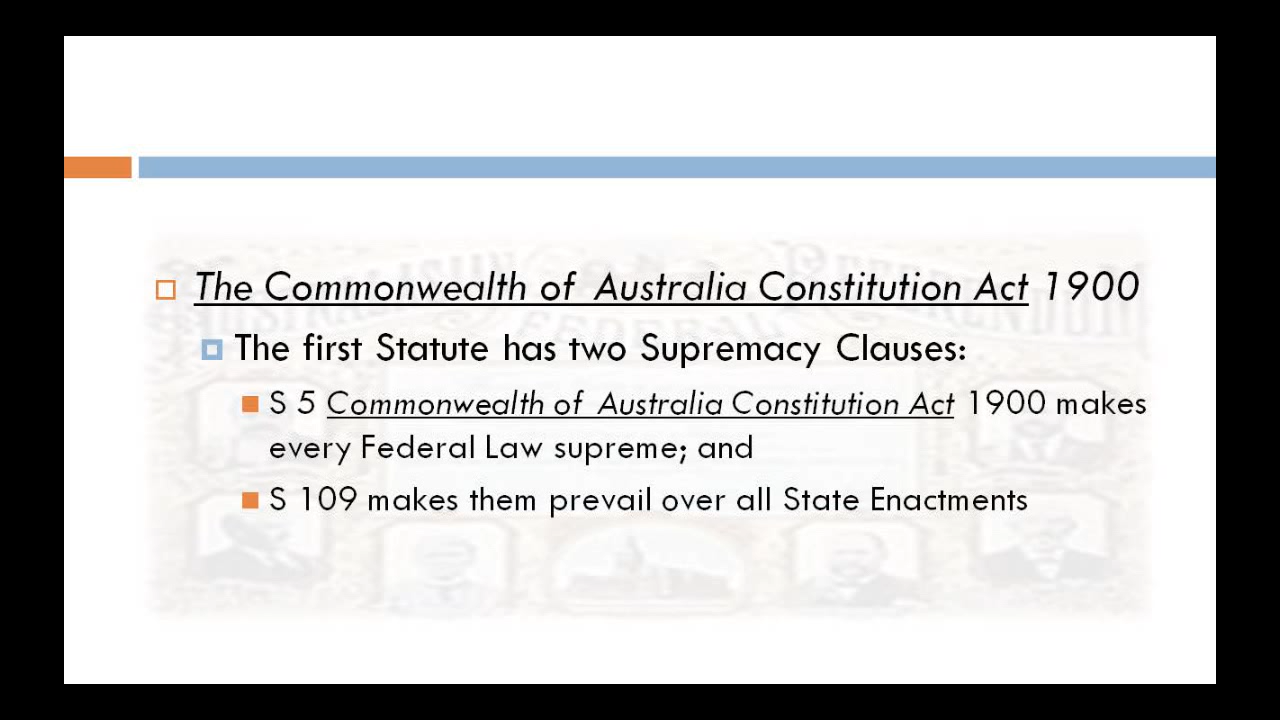 The Commonwealth of Australia Constitution Act 1900
The first Statute has two Supremacy Clauses:
S 5 Commonwealth of Australia Constitution Act 1900 makes
every Federal Law supreme; and
S 109 makes them prevail over all State Enactments